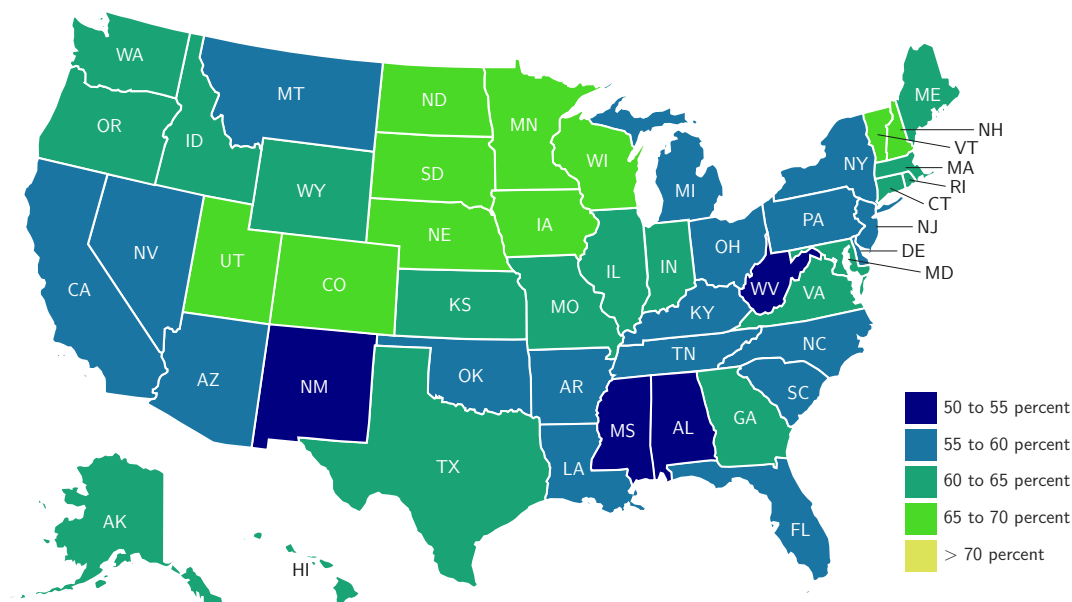 WA
MT
ND
MN
ME
OR
ID
NH
VT
WI
NY
MA
SD
WY
MI
RI
CT
PA
IA
NJ
NE
OH
NV
DE
UT
IL
IN
MD
CO
CA
WV
VA
KS
MO
KY
NC
TN
AZ
NM
OK
AR
SC
MS
AL
GA
TX
LA
AK
FL
HI
50 to 55 percent
55 to 60 percent
60 to 65 percent
65 to 70 percent
> 70 percent